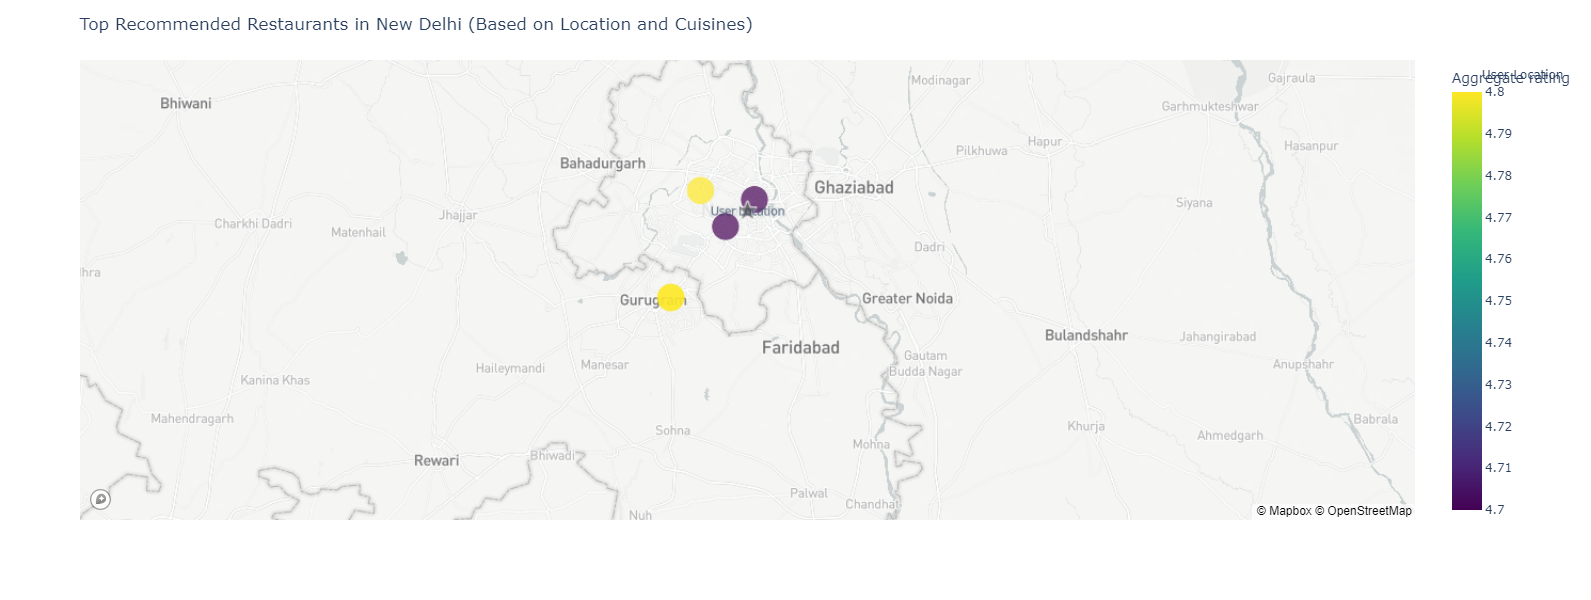 Top Recommended Restaurants in New Delhi (Based on Location and Cuisines)
User Location
Aggregate rating
4.8
4.79
4.78
4.77
4.76
4.75
4.74
4.73
4.72
4.71
4.7
Modinagar
Gajraula
Bhiwani
Garhmukteshwar
Hapur
Hasanpur
Pilkhuwa
Bahadurgarh
Ghaziabad
Siyana
User Location
Jhajjar
Charkhi Dadri
Matenhail
Dadri
hra
Gurugram
Greater Noida
Bulandshahr
Jahangirabad
Faridabad
Gautam
Budda Nagar
Anupshahr
Haileymandi
Manesar
Kanina Khas
Mahendragarh
Babrala
Khurja
Sohna
Ahmedgarh
Mohna
Rewari
Bhiwadi
Palwal
Chandhat
Nuh
© Mapbox © OpenStreetMap